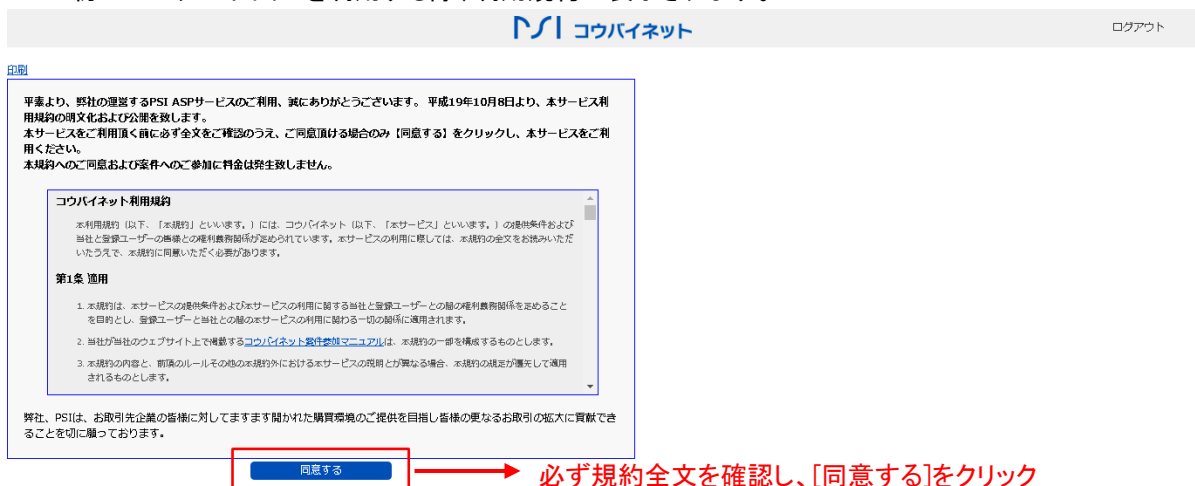 PSI コウバイネット
ログアウト
印刷
平素より、弊社の運営するPSI ASPサービスのご利用、誠にありがとうございます。 平成19年10月8日より、本サービス利
用規約の明文化および公開を致します。
本サービスをご利用頂く前に必ず全文をご確認のうえ、ご同意頂ける場合のみ【同意する】をクリックし、本サービスをご利
用ください。
本規約へのご同意および案件へのご参加に料金は発生致しません。
コウバイネット利用規約
本利用規約（以下、「本規約」といいます。）には、コウバイネット（以下、「本サービス」といいます。）の提供条件および
当社と登録ユーザーの皆様との権利義務関係が定められています。本サービスの利用に際しては、本規約の全文をお読みいただ
いたうえで、本規約に同意いただく必要があります。
第1条 適用
1. 本規約は、本サービスの提供条件および本サービスの利用に関する当社と登録ユーザーとの間の権利義務関係を定めること
を目的とし、登録ユーザーと当社との間の本サービスの利用に関わる一切の関係に適用されます。
2. 当社が当社のウェブサイト上で掲載するコウバイネット案件参加マニュアルは、本規約の一部を構成するものとします。
3. 本規約の内容と、前項のルールその他の本規約外における本サービスの説明とが異なる場合、本規約の規定が優先して適用
されるものとします。
弊社、PSIは、お取引先企業の皆様に対してますます開かれた購買環境のご提供を目指し皆様の更なるお取引の拡大に貢献でき
ることを切に願っております。
同意する
必ず規約全文を確認し、[同意する]をクリック